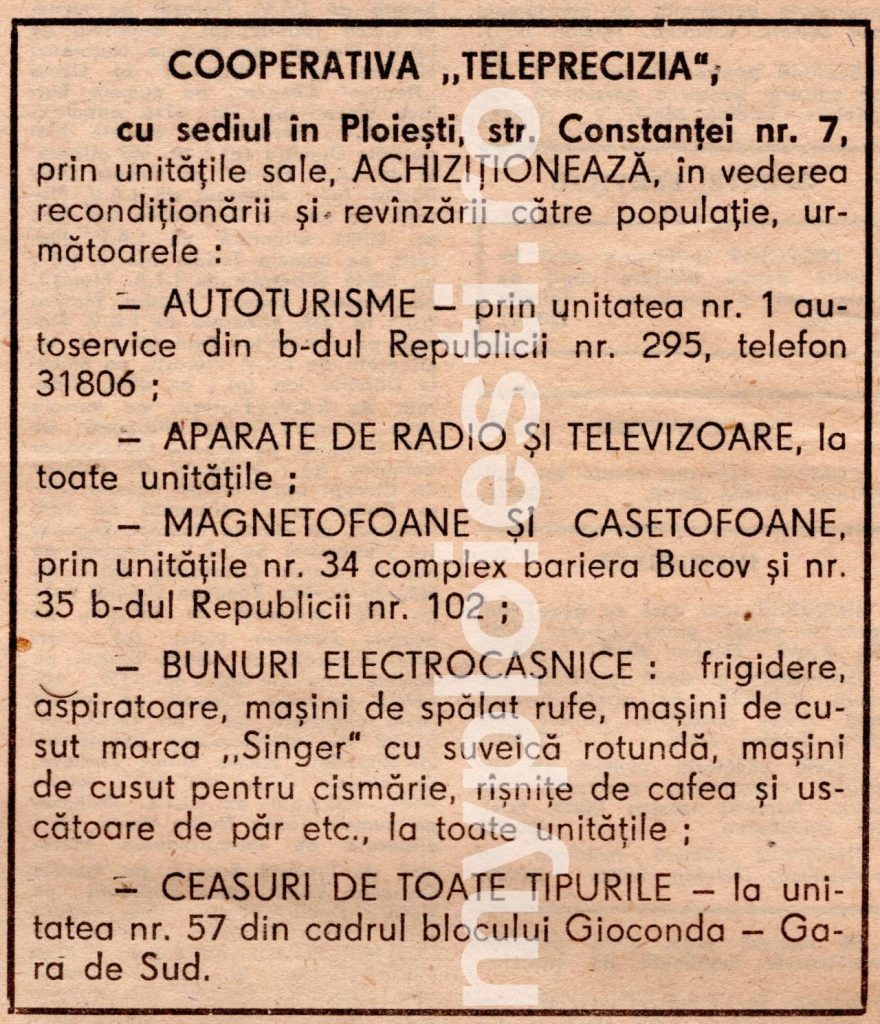 COOPERATIVA „TELEPRECIZIA“,
cu sediul în Ploiești, str. Constanței nr. 7,
prin unitățile sale, ACHIZIȚIONEAZĂ, în vederea
recondiționării și revînzării către populație, ur-
mătoarele :
– AUTOTURISME – prin unitatea nr. 1 au-
toservice din b-dul Republicii nr. 295, telefon
31806 ;
– APARATE DE RADIO ȘI TELEVIZOARE, la
toate unitățile ;
– MAGNETOFOANE ȘI CASETOFOANE,
prin unitățile nr. 34 complex bariera Bucov și nr.
35 b-dul Republicii nr. 102 ;
– BUNURI ELECTROCASNICE : frigidere,
aspiratoare, mașini de spălat rufe, mașini de cu-
sut marca „Singer“ cu suveică rotundă, mașini
de cusut pentru cismărie, rîșnițe de cafea și us-
cătoare de păr etc., la toate unitățile ;
– CEASURI DE TOATE TIPURILE – la uni-
tatea nr. 57 din cadrul blocului Gioconda – Ga-
ra de Sud.
myploiesti.ro